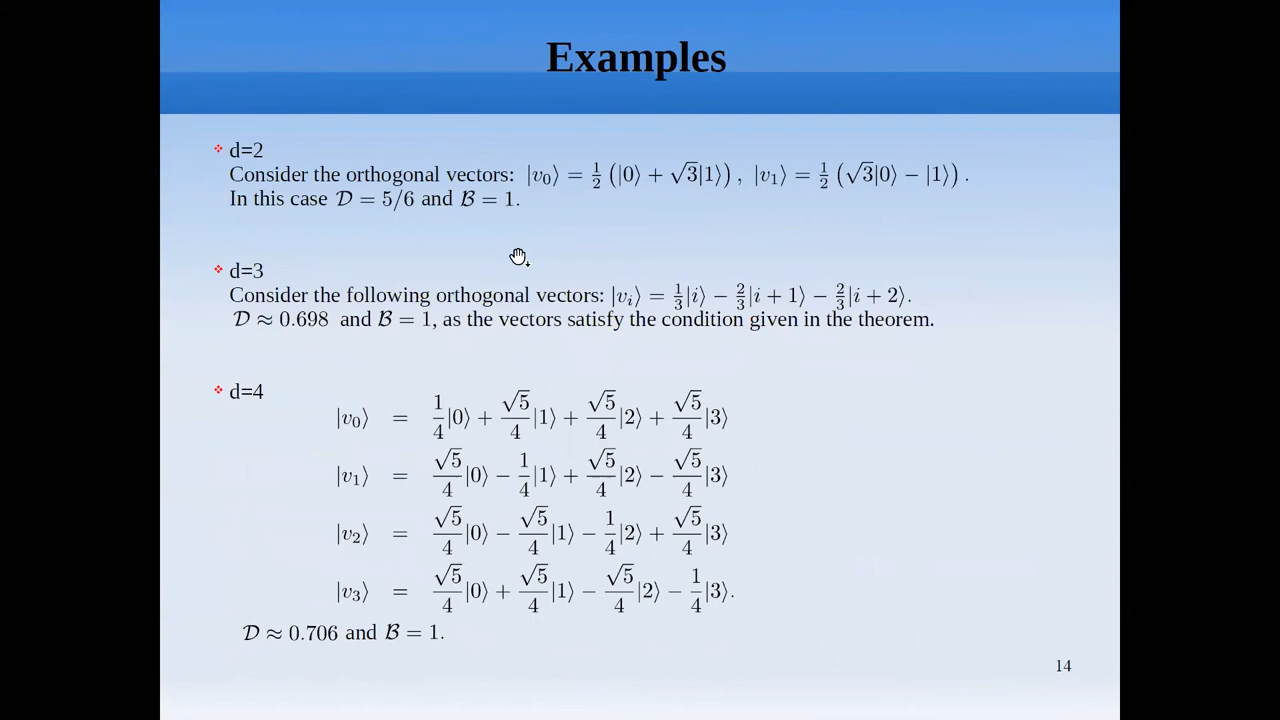 Examples
❖ d=2
Consider the orthogonal vectors: |v₀⟩ = ½ (|0⟩ + √3|1⟩) , |v₁⟩ = ½ (√3|0⟩ − |1⟩) .
In this case 𝒟 = 5/6 and ℬ = 1.
❖ d=3
Consider the following orthogonal vectors: |vᵢ⟩ = ⅓|i⟩ − ⅔|i + 1⟩ − ⅔|i + 2⟩.
𝒟 ≈ 0.698 and ℬ = 1, as the vectors satisfy the condition given in the theorem.
❖ d=4
|v₀⟩ = 1/4|0⟩ + √5/4|1⟩ + √5/4|2⟩ + √5/4|3⟩
|v₁⟩ = √5/4|0⟩ − 1/4|1⟩ + √5/4|2⟩ − √5/4|3⟩
|v₂⟩ = √5/4|0⟩ − √5/4|1⟩ − 1/4|2⟩ + √5/4|3⟩
|v₃⟩ = √5/4|0⟩ + √5/4|1⟩ − √5/4|2⟩ − 1/4|3⟩.
𝒟 ≈ 0.706 and ℬ = 1.
14